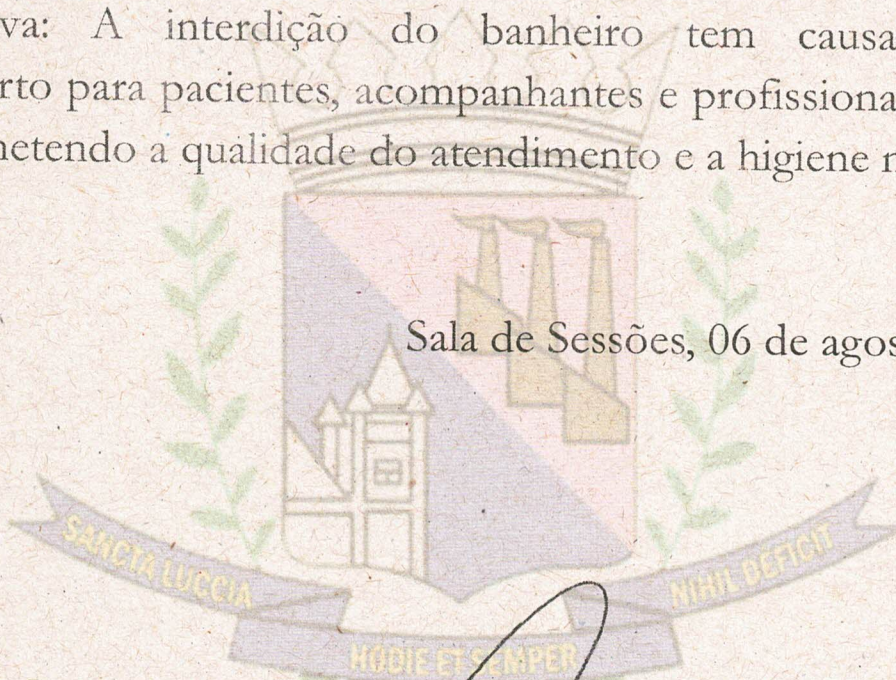 va: A interdição do banheiro tem causa
rto para pacientes, acompanhantes e profissiona
netendo a qualidade do atendimento e a higiene
Sala de Sessões, 06 de agos
SANCTA LUCCIA
HODIE ET SEMPER
NIHIL DEFICIT